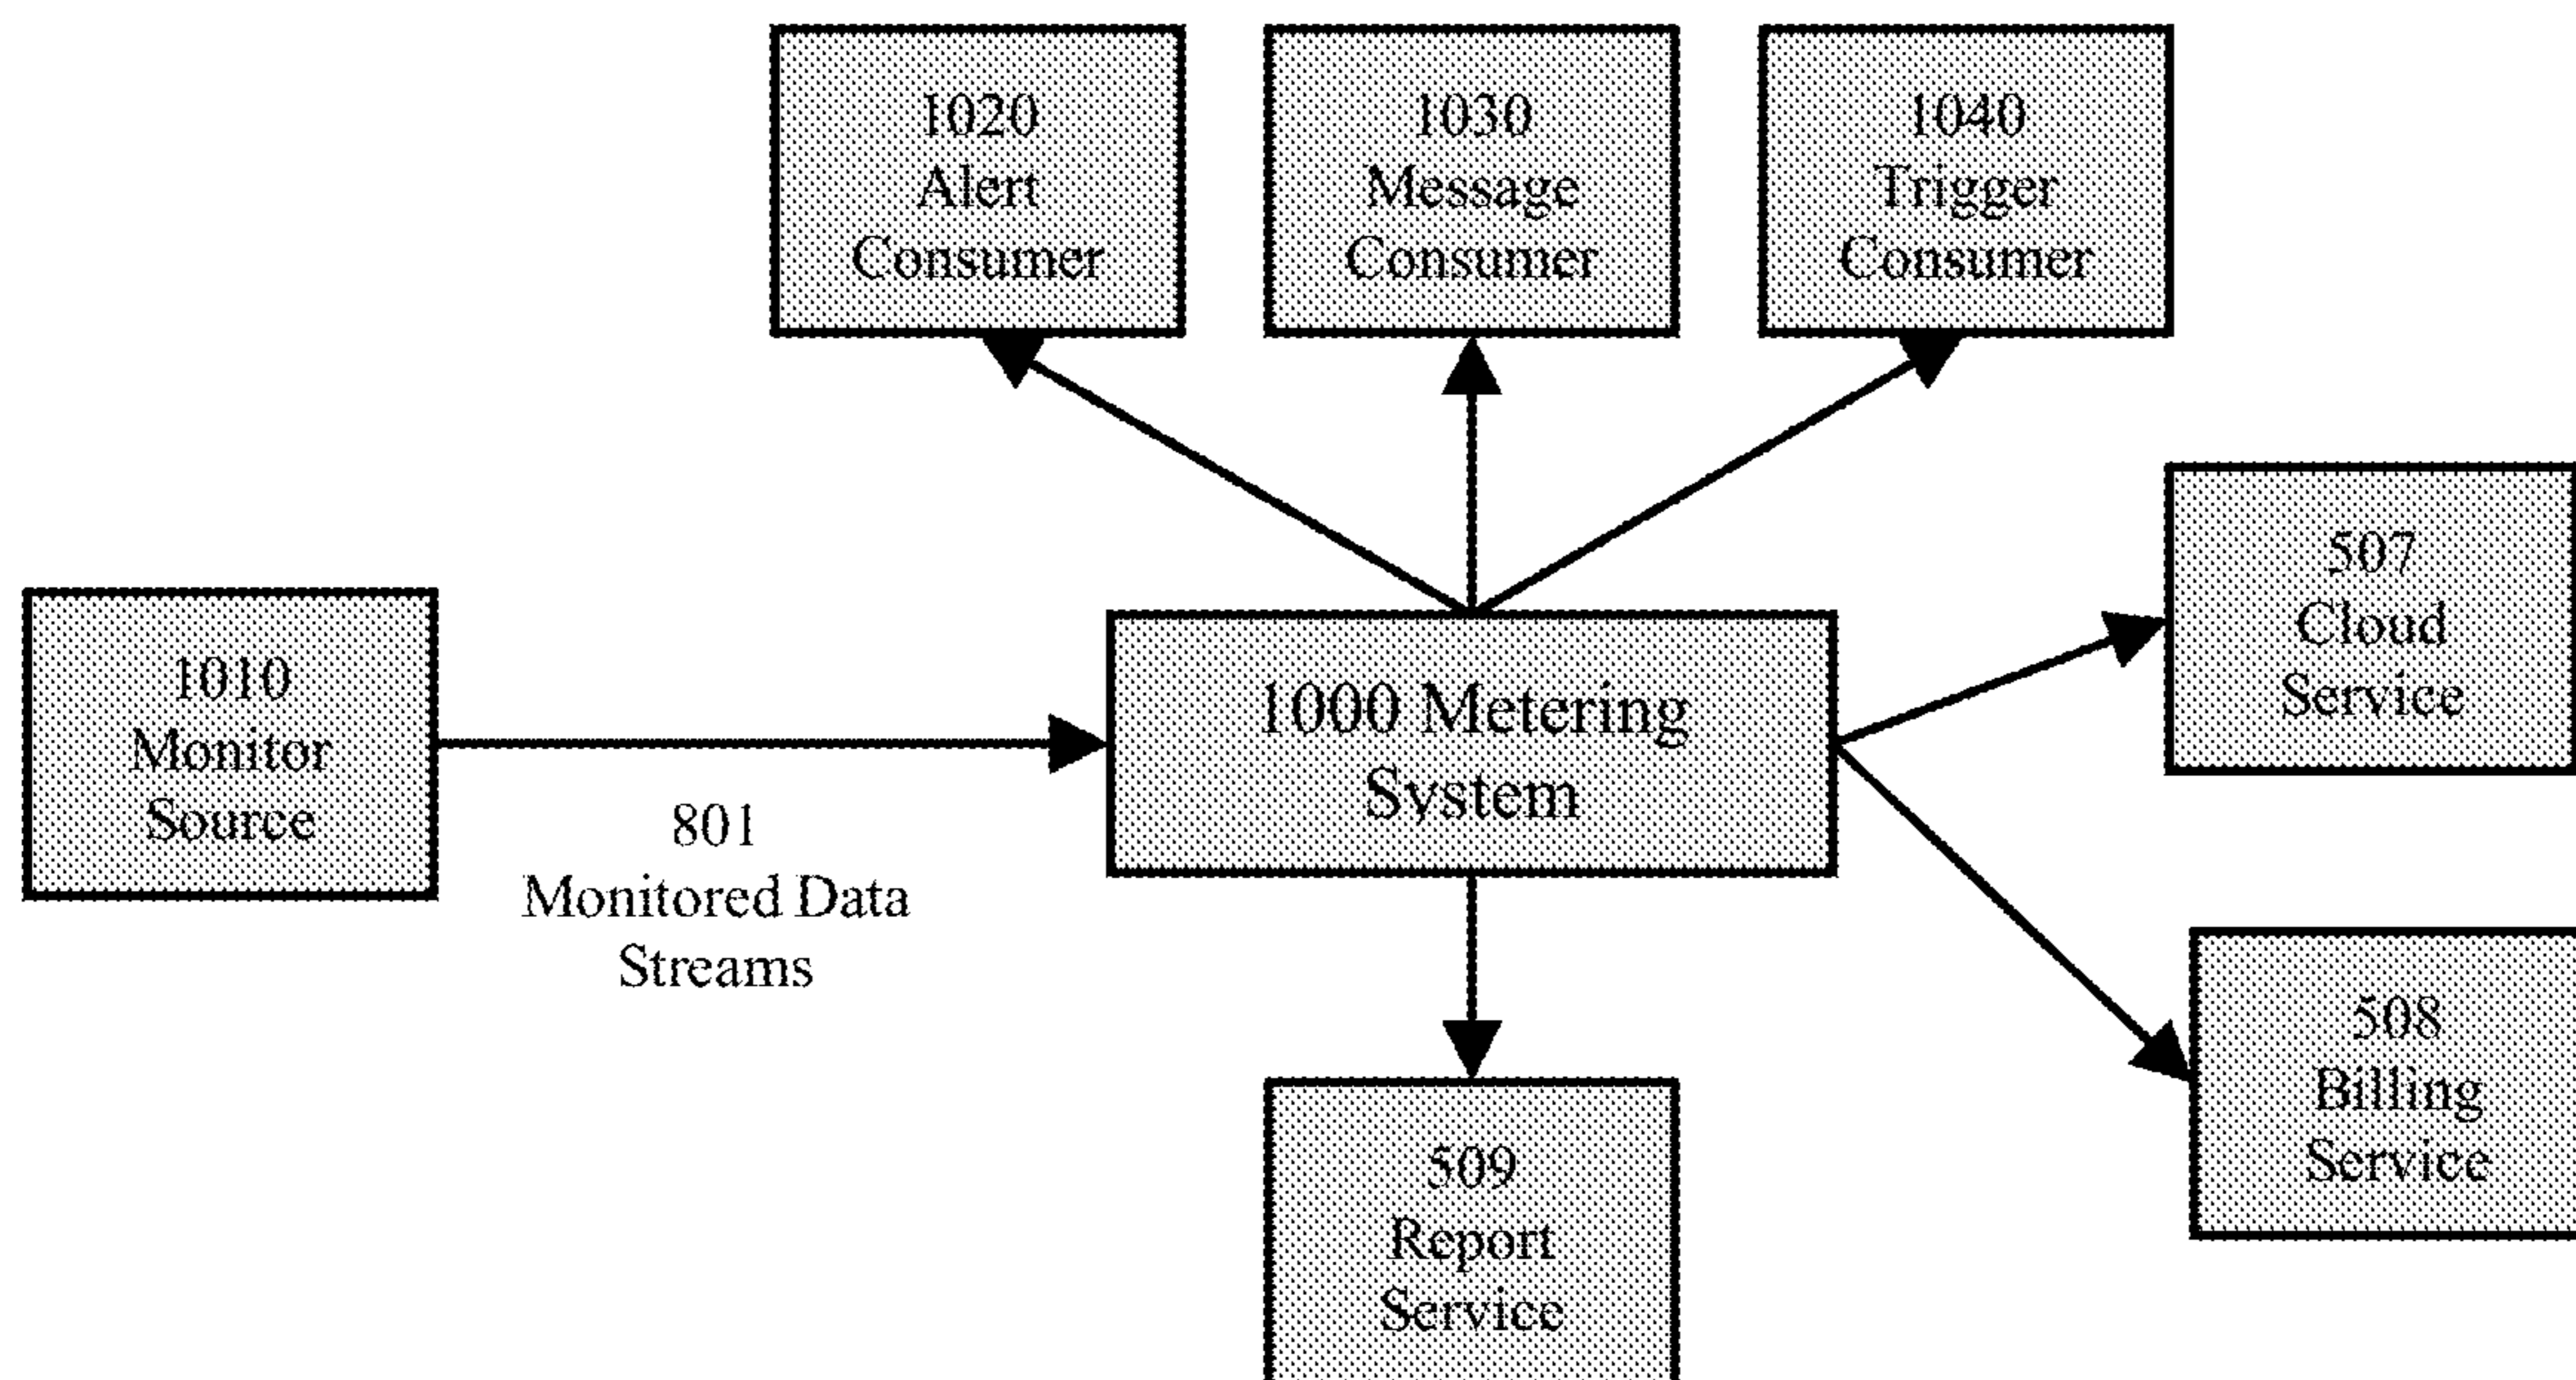 1020
Alert
Consumer
1030
Message
Consumer
1040
Trigger
Consumer
507
Cloud
Service
1010
Monitor
Source
1000 Metering
System
801
Monitored Data
Streams
508
Billing
Service
509
Report
Service